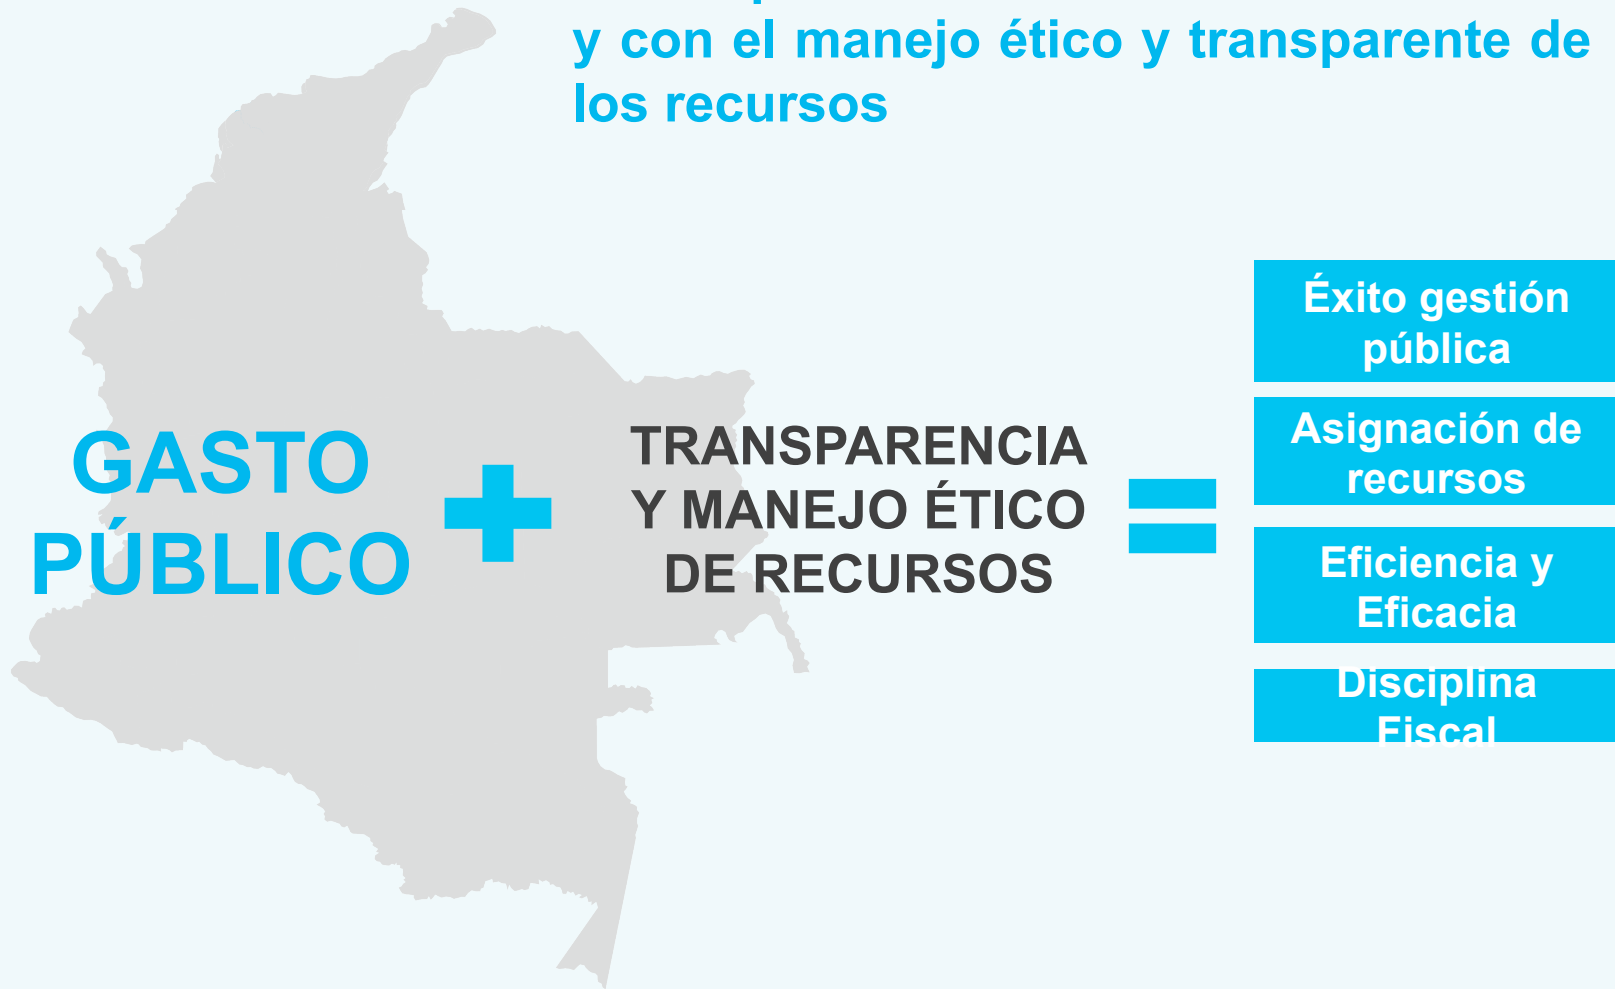 y con el manejo ético y transparente de
los recursos
GASTO
PÚBLICO
TRANSPARENCIA
Y MANEJO ÉTICO
DE RECURSOS
Éxito gestión
pública
Asignación de
recursos
Eficiencia y
Eficacia
Disciplina
Fiscal